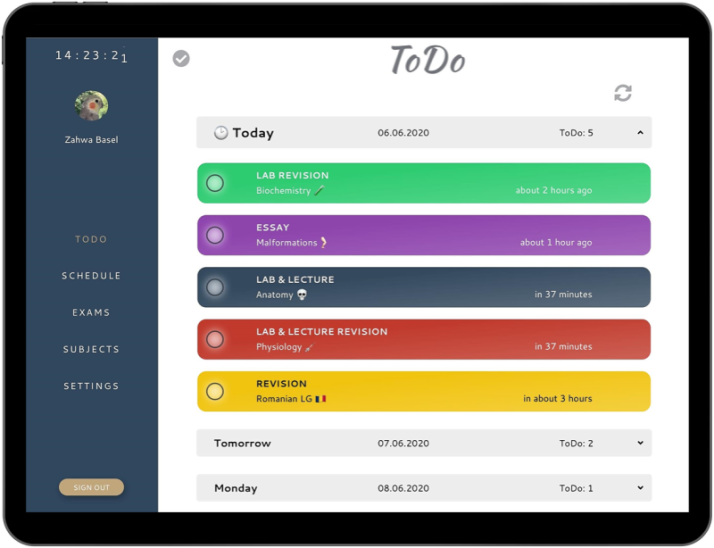 14:23:21
Zahwa Basel
TODO
SCHEDULE
EXAMS
SUBJECTS
SETTINGS
SIGN OUT
ToDo
Today 06.06.2020 ToDo: 5
LAB REVISION
Biochemistry about 2 hours ago
ESSAY
Malformations about 1 hour ago
LAB & LECTURE
Anatomy in 37 minutes
LAB & LECTURE REVISION
Physiology in 37 minutes
REVISION
Romanian LG in about 3 hours
Tomorrow 07.06.2020 ToDo: 2
Monday 08.06.2020 ToDo: 1